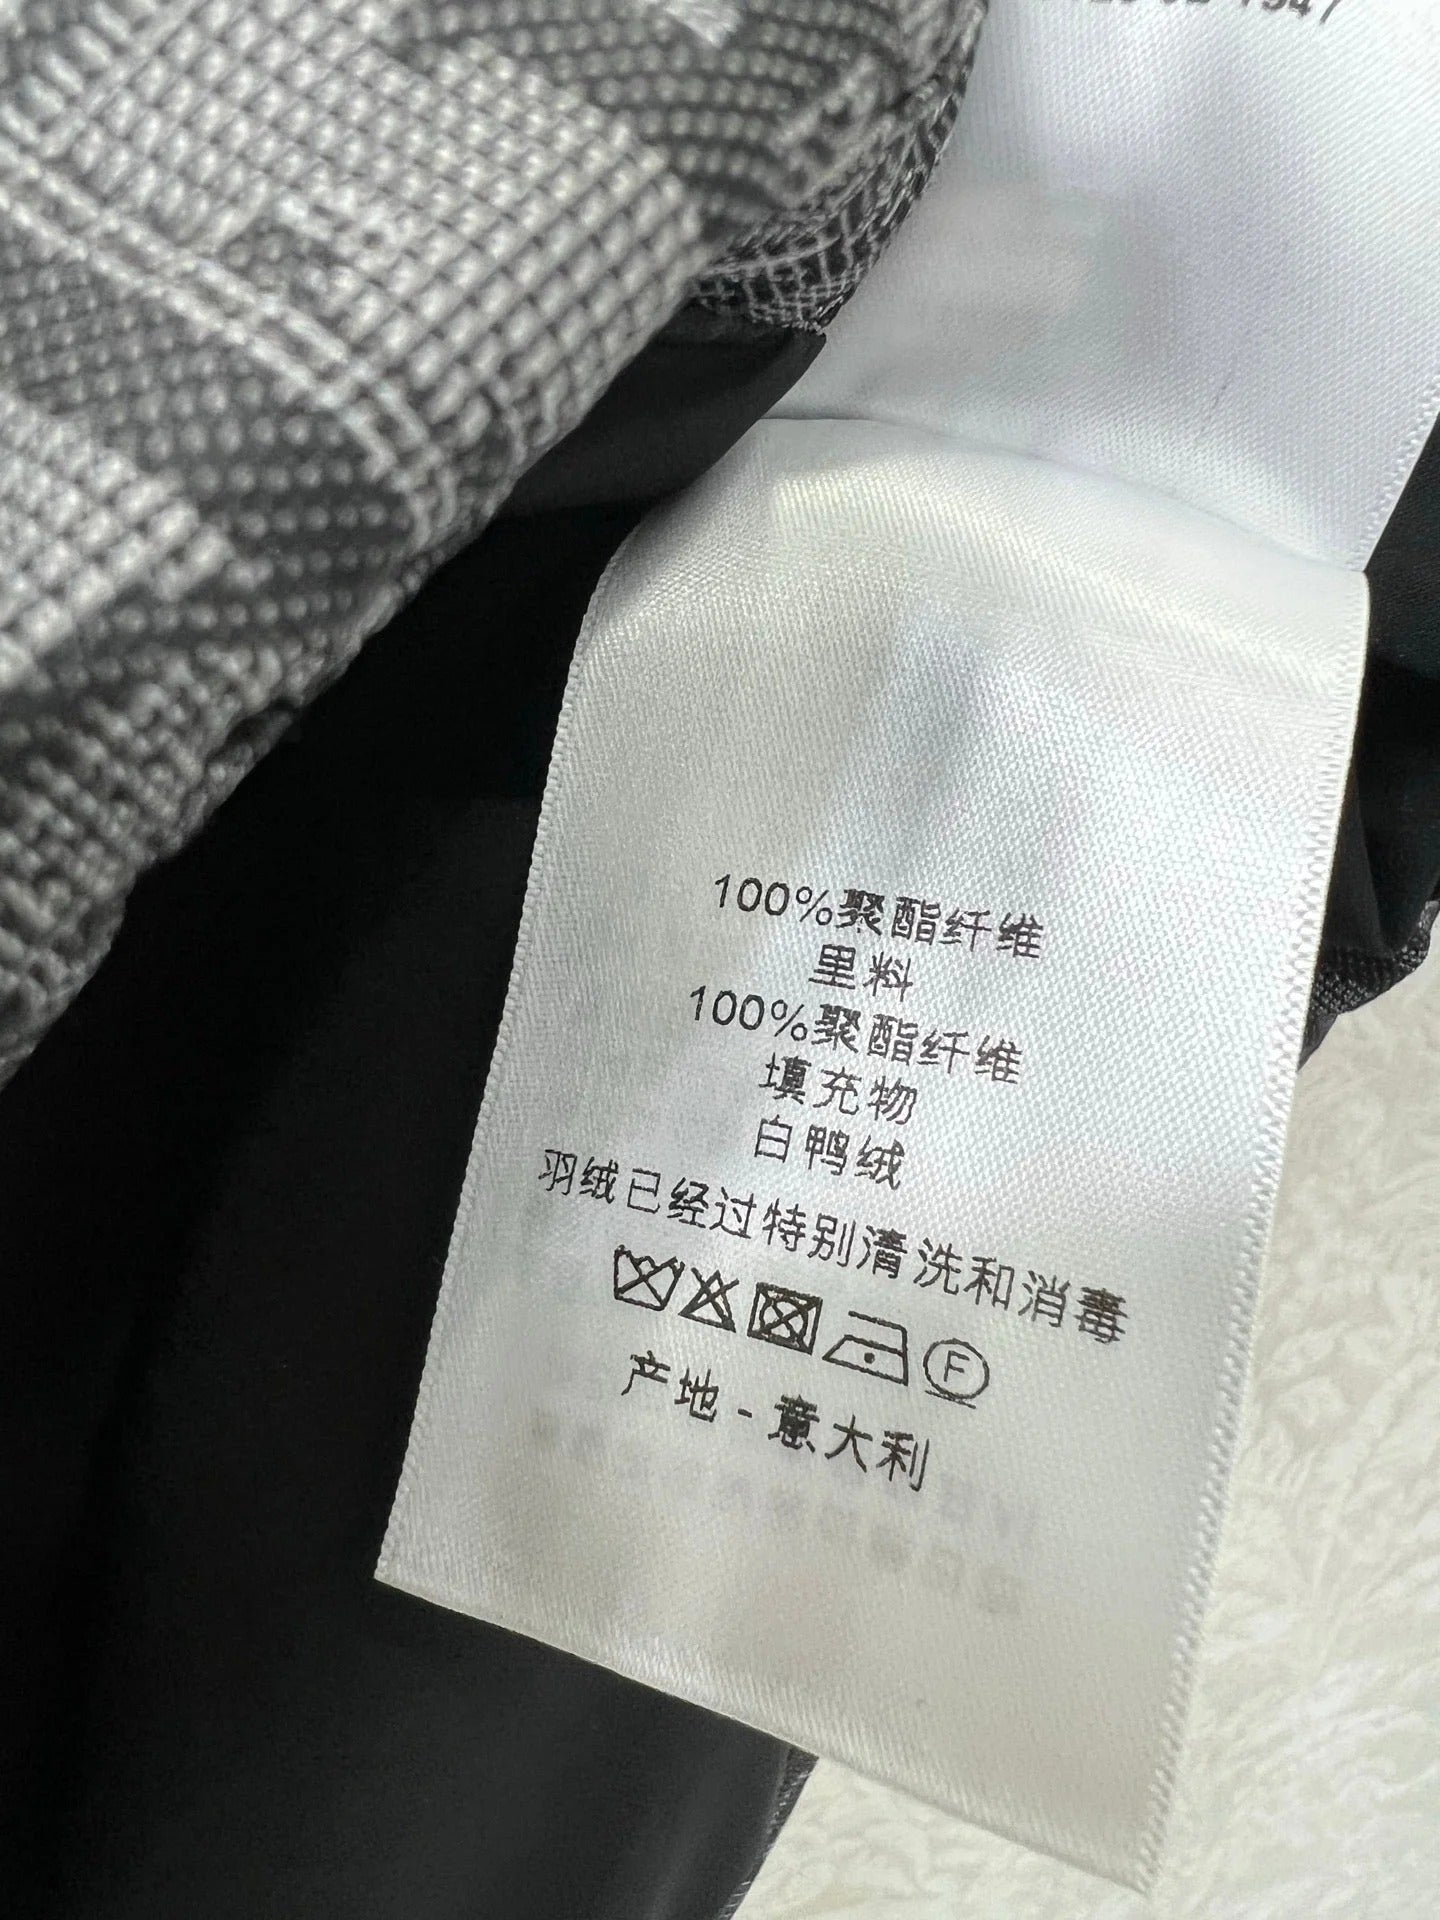 100%聚酯纤维
里料
100%聚酯纤维
填充物
白鸭绒
羽绒已经过特别清洗和消毒
F
产地 - 意大利